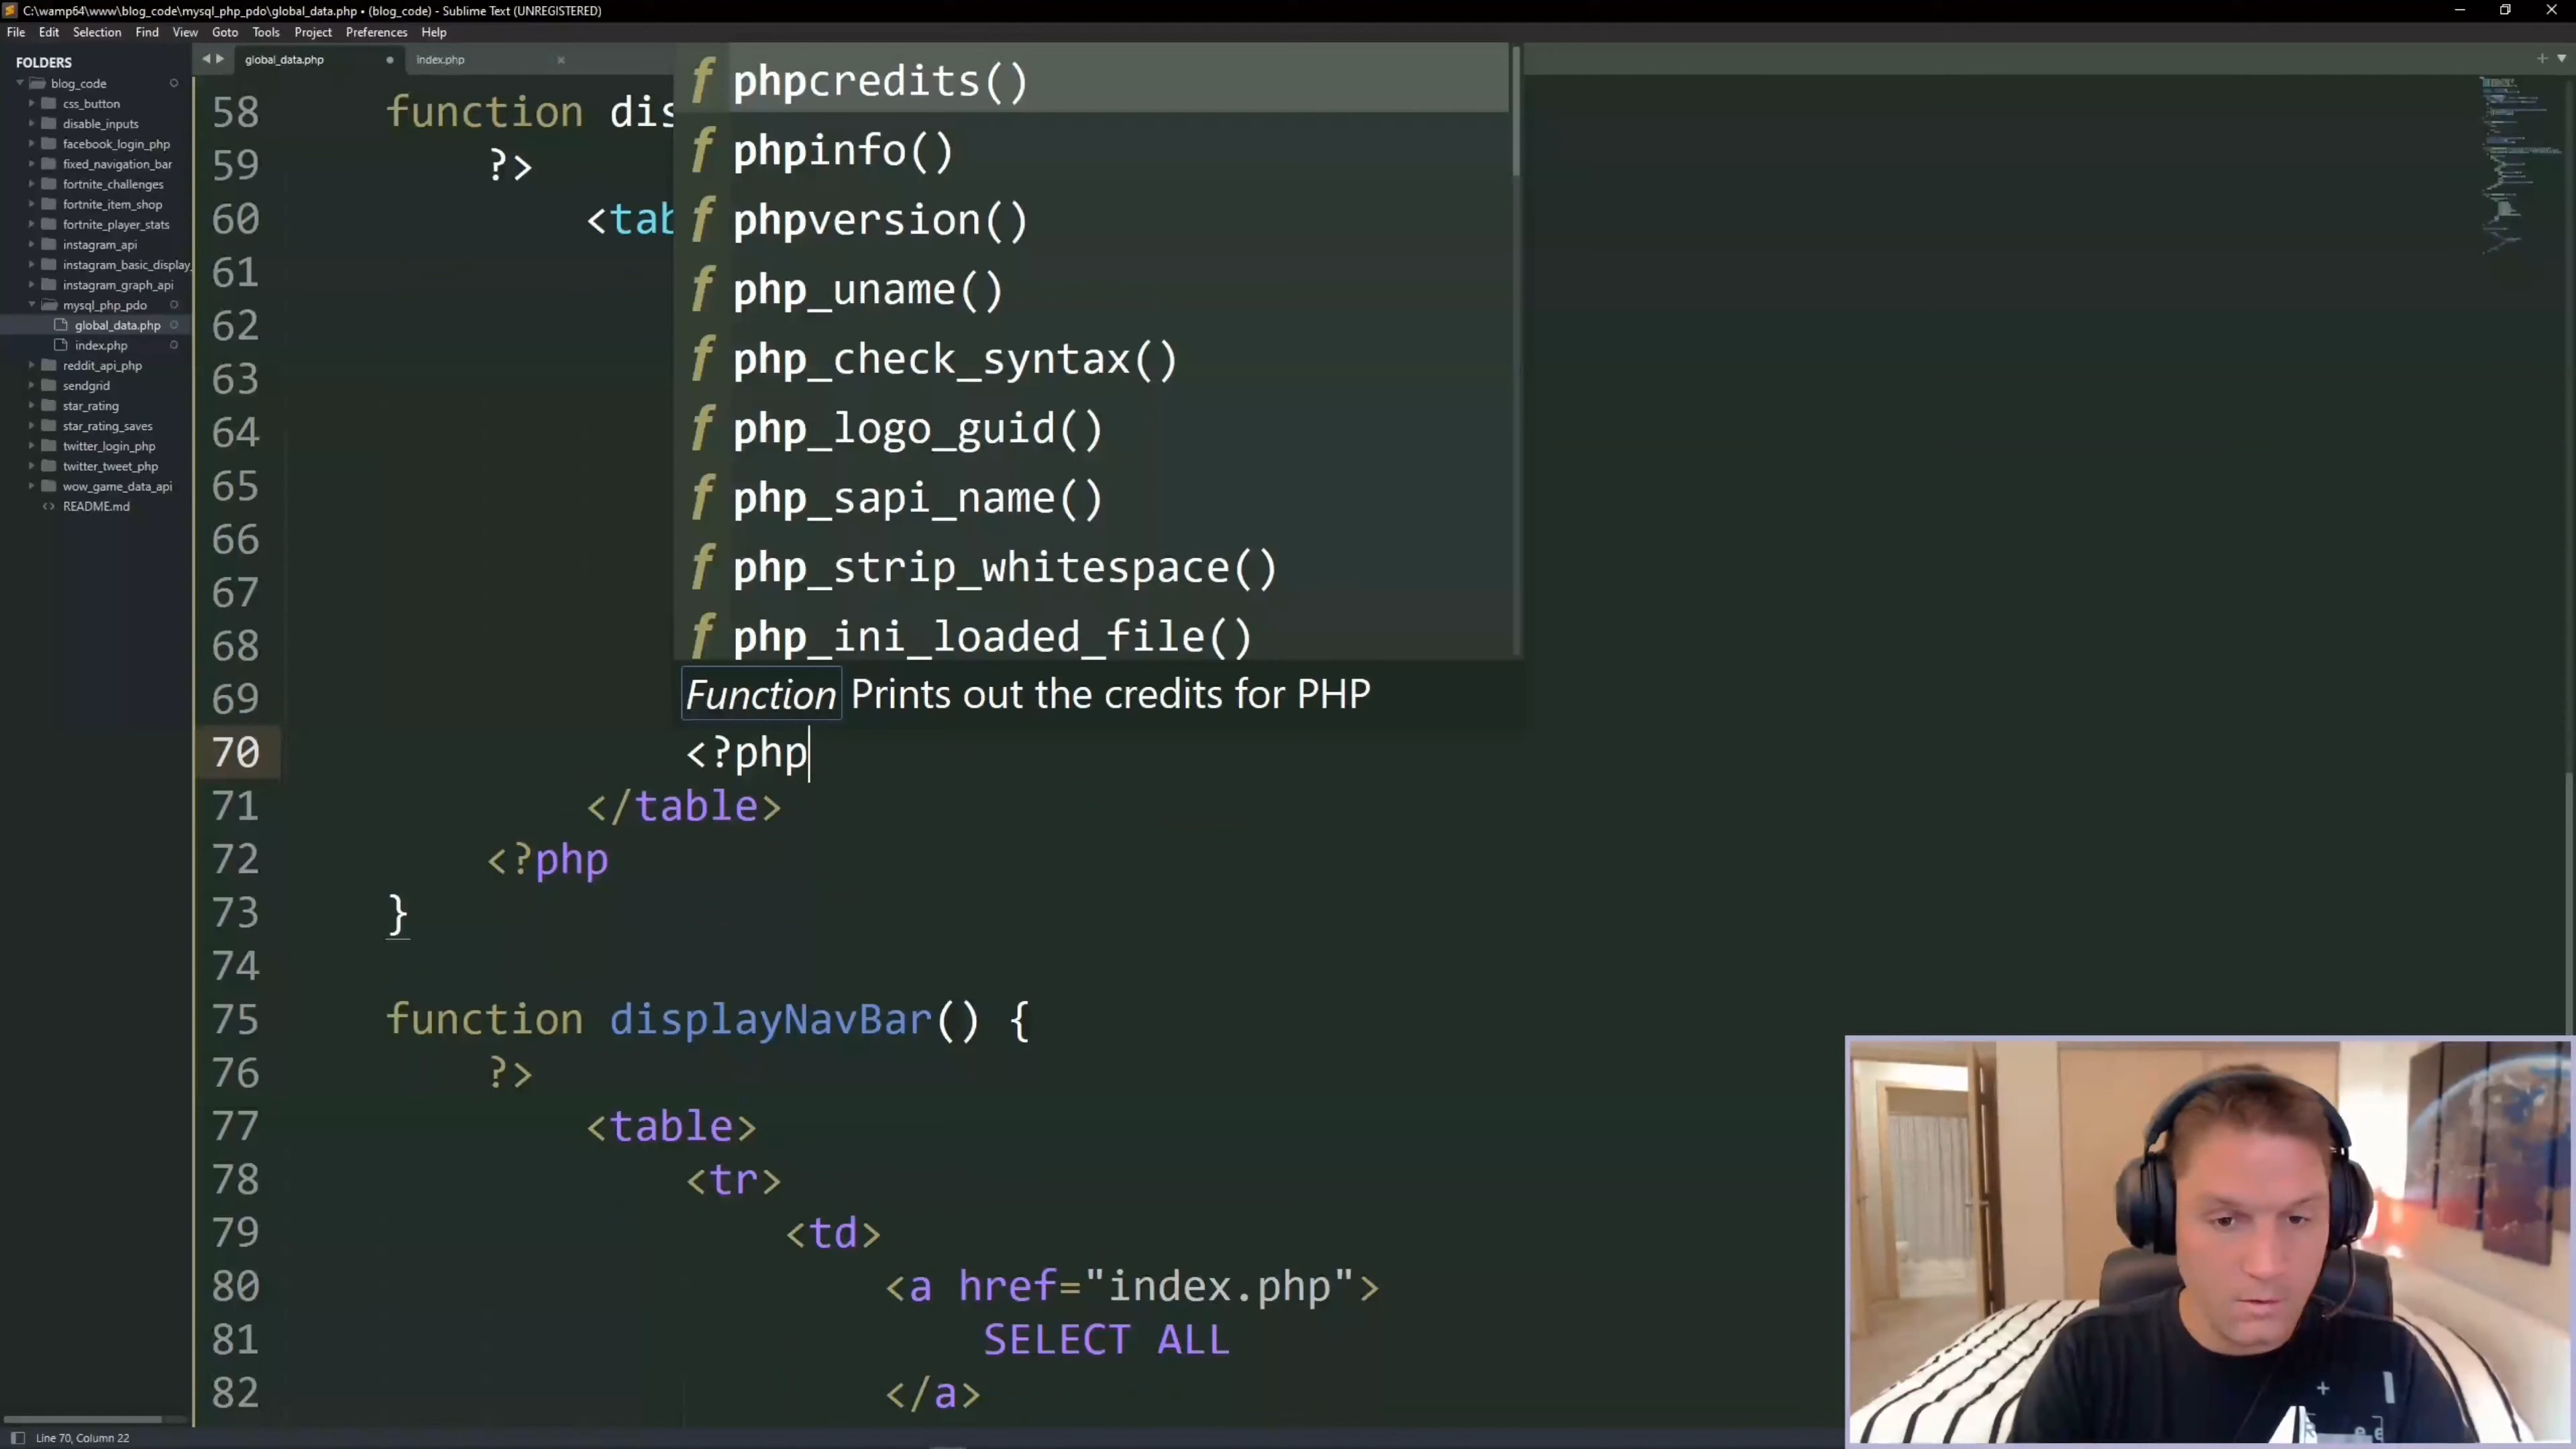 C:\wamp64\www\blog_code\mysql_php_pdo\global_data.php • (blog_code) - Sublime Text (UNREGISTERED)
File Edit Selection Find View Goto Tools Project Preferences Help
FOLDERS
blog_code
css_button
disable_inputs
facebook_login_php
fixed_navigation_bar
fortnite_challenges
fortnite_item_shop
fortnite_player_stats
instagram_api
instagram_basic_display_
instagram_graph_api
mysql_php_pdo
global_data.php
index.php
reddit_api_php
sendgrid
star_rating
star_rating_saves
twitter_login_php
twitter_tweet_php
wow_game_data_api
README.md
global_data.php index.php
58 function dis
59 ?>
60 <tab
61
62
63
64
65
66
67
68
69
f phpcredits()
f phpinfo()
f phpversion()
f php_uname()
f php_check_syntax()
f php_logo_guid()
f php_sapi_name()
f php_strip_whitespace()
f php_ini_loaded_file()
Function Prints out the credits for PHP
70 <?php
71 </table>
72 <?php
73 }
74
75 function displayNavBar() {
76 ?>
77 <table>
78 <tr>
79 <td>
80 <a href="index.php">
81 SELECT ALL
82 </a>
Line 70, Column 22